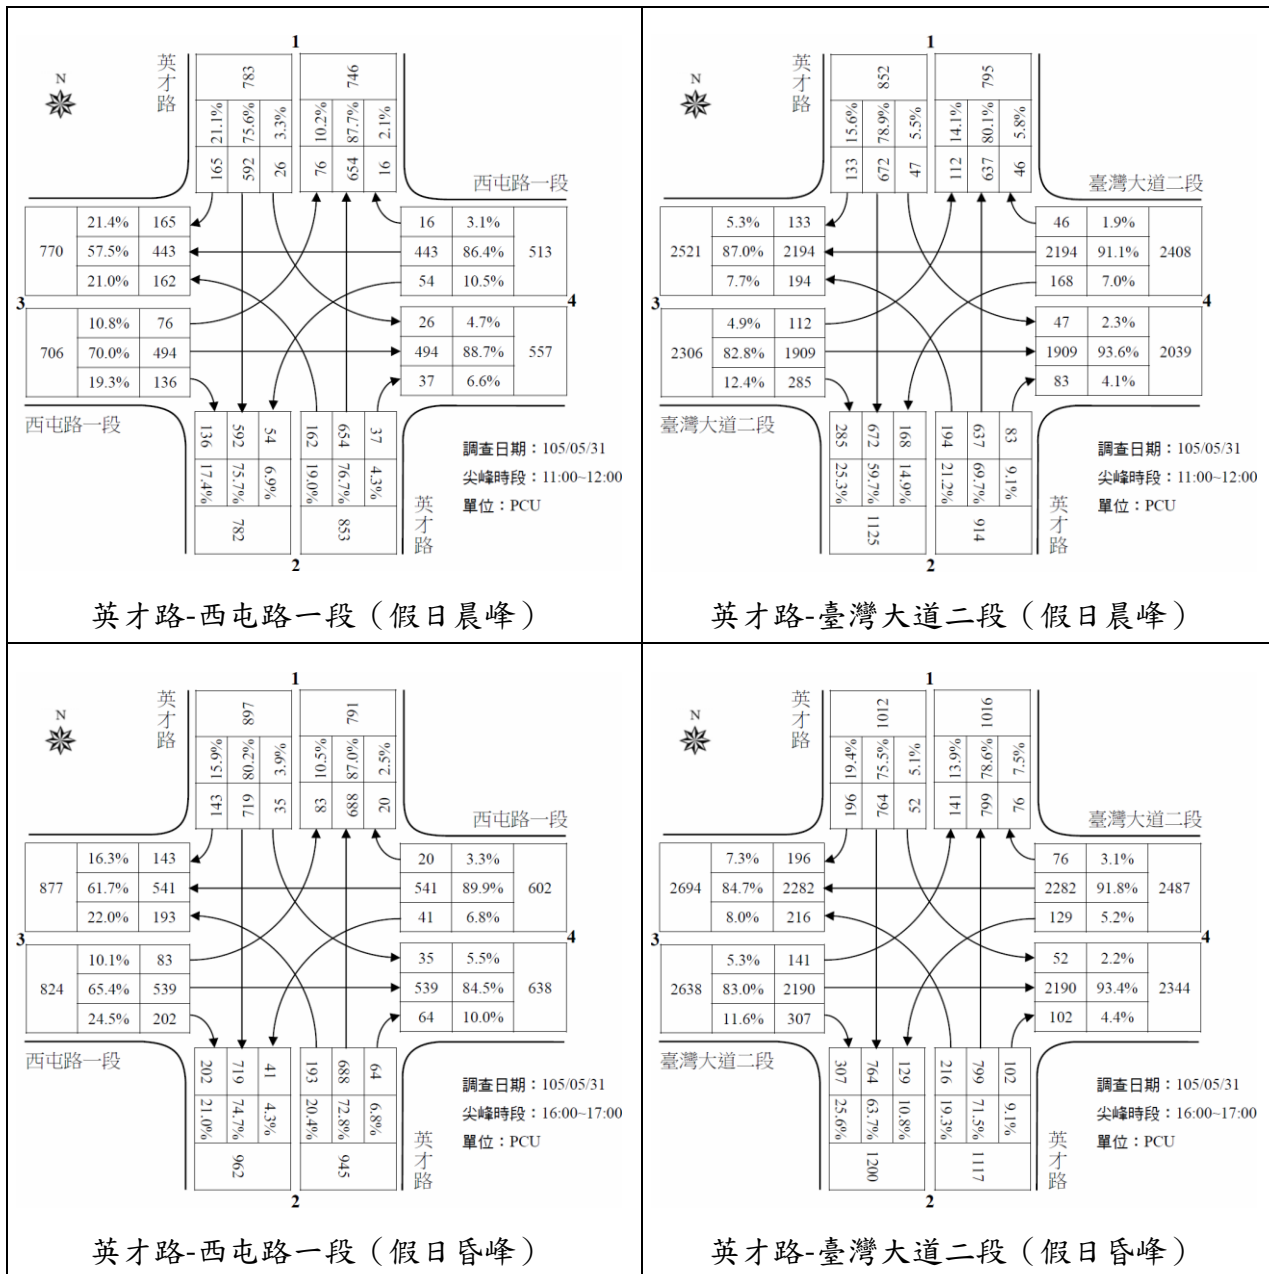 1
英才路
N
783
746
21.1% 75.6% 3.3%
10.2% 87.7% 2.1%
165 592 26
76 654 16
西屯路一段
770
21.4% 165
57.5% 443
21.0% 162
16 3.1%
443 86.4%
54 10.5%
513
3
4
706
10.8% 76
70.0% 494
19.3% 136
26 4.7%
494 88.7%
37 6.6%
557
西屯路一段
136 592 54
162 654 37
17.4% 75.7% 6.9%
19.0% 76.7% 4.3%
782
853
英才路
調查日期：105/05/31
尖峰時段：11:00~12:00
單位：PCU
2
英才路-西屯路一段（假日晨峰）
1
英才路
N
852
795
15.6% 78.9% 5.5%
14.1% 80.1% 5.8%
133 672 47
112 637 46
臺灣大道二段
2521
5.3% 133
87.0% 2194
7.7% 194
46 1.9%
2194 91.1%
168 7.0%
2408
3
4
2306
4.9% 112
82.8% 1909
12.4% 285
47 2.3%
1909 93.6%
83 4.1%
2039
臺灣大道二段
285 672 168
194 637 83
25.3% 59.7% 14.9%
21.2% 69.7% 9.1%
1125
914
英才路
調查日期：105/05/31
尖峰時段：11:00~12:00
單位：PCU
2
英才路-臺灣大道二段（假日晨峰）
1
英才路
N
897
791
15.9% 80.2% 3.9%
10.5% 87.0% 2.5%
143 719 35
83 688 20
西屯路一段
877
16.3% 143
61.7% 541
22.0% 193
20 3.3%
541 89.9%
41 6.8%
602
3
4
824
10.1% 83
65.4% 539
24.5% 202
35 5.5%
539 84.5%
64 10.0%
638
西屯路一段
202 719 41
193 688 64
21.0% 74.7% 4.3%
20.4% 72.8% 6.8%
962
945
英才路
調查日期：105/05/31
尖峰時段：16:00~17:00
單位：PCU
2
英才路-西屯路一段（假日昏峰）
1
英才路
N
1012
1016
19.4% 75.5% 5.1%
13.9% 78.6% 7.5%
196 764 52
141 799 76
臺灣大道二段
2694
7.3% 196
84.7% 2282
8.0% 216
76 3.1%
2282 91.8%
129 5.2%
2487
3
4
2638
5.3% 141
83.0% 2190
11.6% 307
52 2.2%
2190 93.4%
102 4.4%
2344
臺灣大道二段
307 764 129
216 799 102
25.6% 63.7% 10.8%
19.3% 71.5% 9.1%
1200
1117
英才路
調查日期：105/05/31
尖峰時段：16:00~17:00
單位：PCU
2
英才路-臺灣大道二段（假日昏峰）